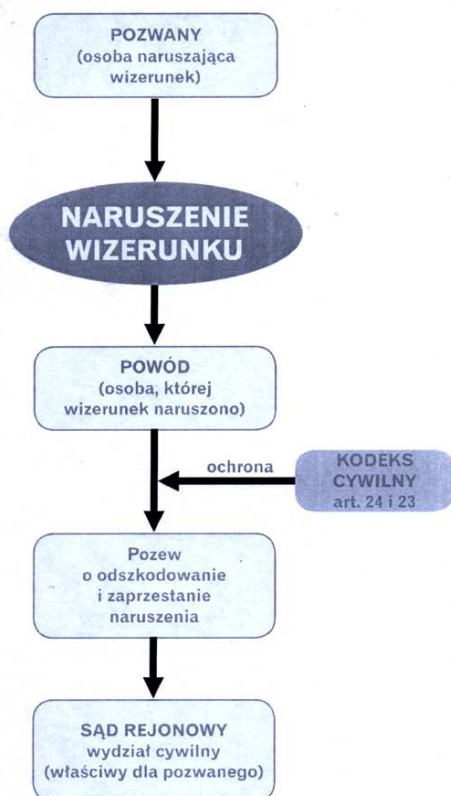 POZWANY
(osoba naruszająca
wizerunek)
NARUSZENIE
WIZERUNKU
POWÓD
(osoba, której
wizerunek naruszono)
ochrona
KODEKS
CYWILNY
art. 24 i 23
Pozew
o odszkodowanie
i zaprzestanie
naruszenia
SĄD REJONOWY
wydział cywilny
(właściwy dla pozwanego)